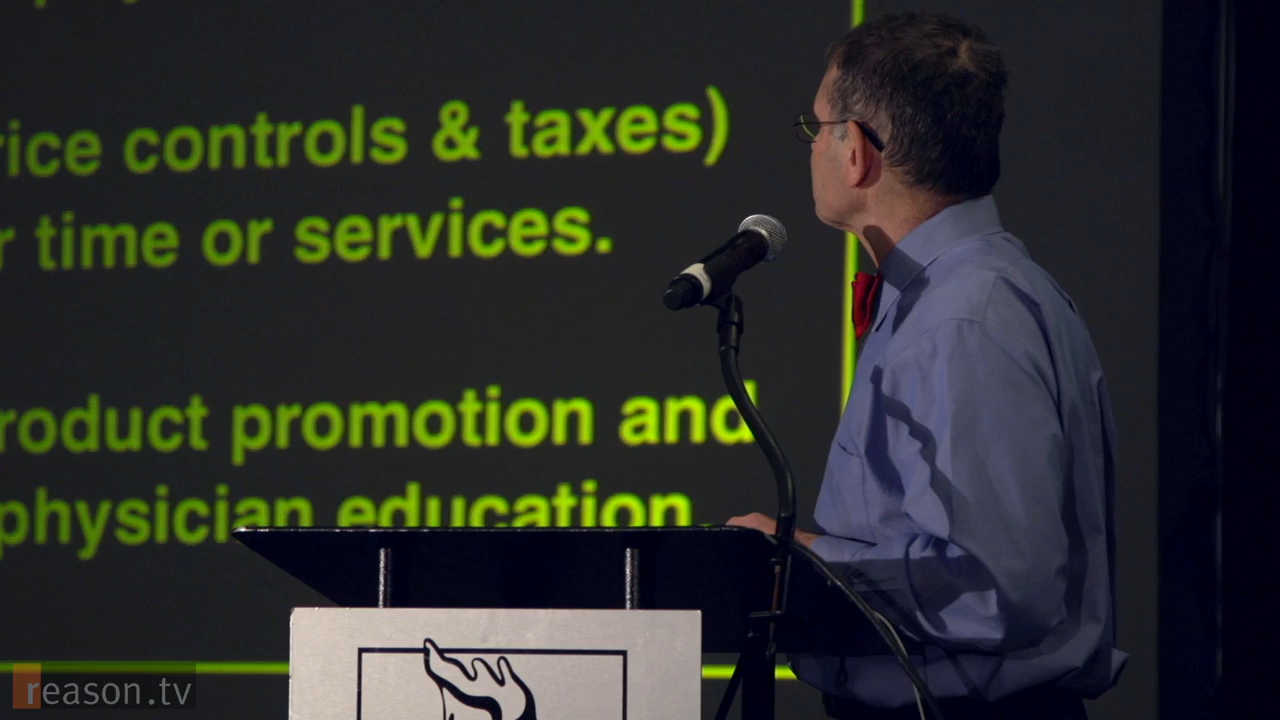 rice controls & taxes)
r time or services.
roduct promotion and
physician education
reason.tv